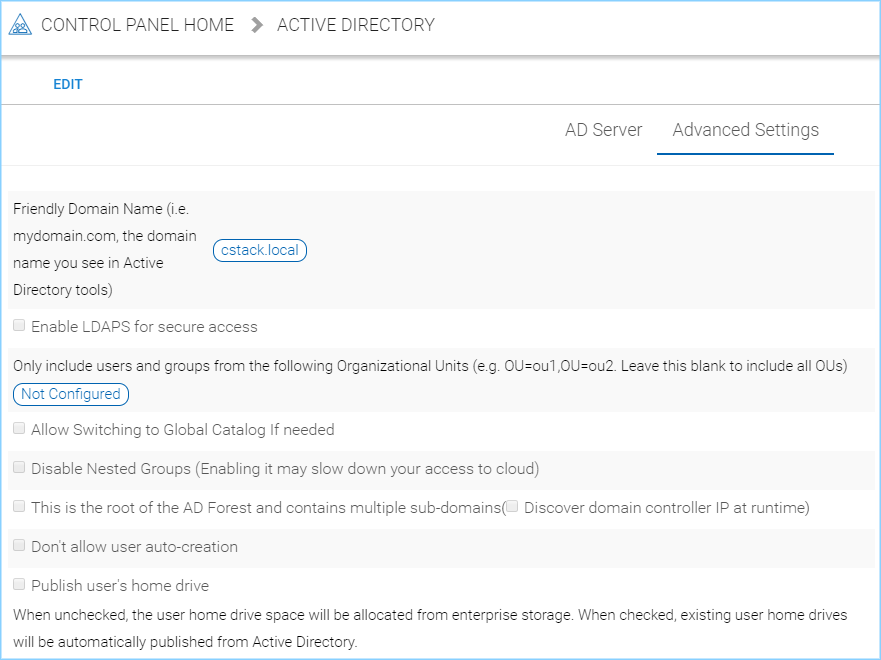 CONTROL PANEL HOME > ACTIVE DIRECTORY
EDIT
AD Server Advanced Settings
Friendly Domain Name (i.e.
mydomain.com, the domain
name you see in Active
Directory tools)
cstack.local
Enable LDAPS for secure access
Only include users and groups from the following Organizational Units (e.g. OU=ou1,OU=ou2. Leave this blank to include all OUs)
Not Configured
Allow Switching to Global Catalog If needed
Disable Nested Groups (Enabling it may slow down your access to cloud)
This is the root of the AD Forest and contains multiple sub-domains( Discover domain controller IP at runtime)
Don't allow user auto-creation
Publish user's home drive
When unchecked, the user home drive space will be allocated from enterprise storage. When checked, existing user home drives
will be automatically published from Active Directory.